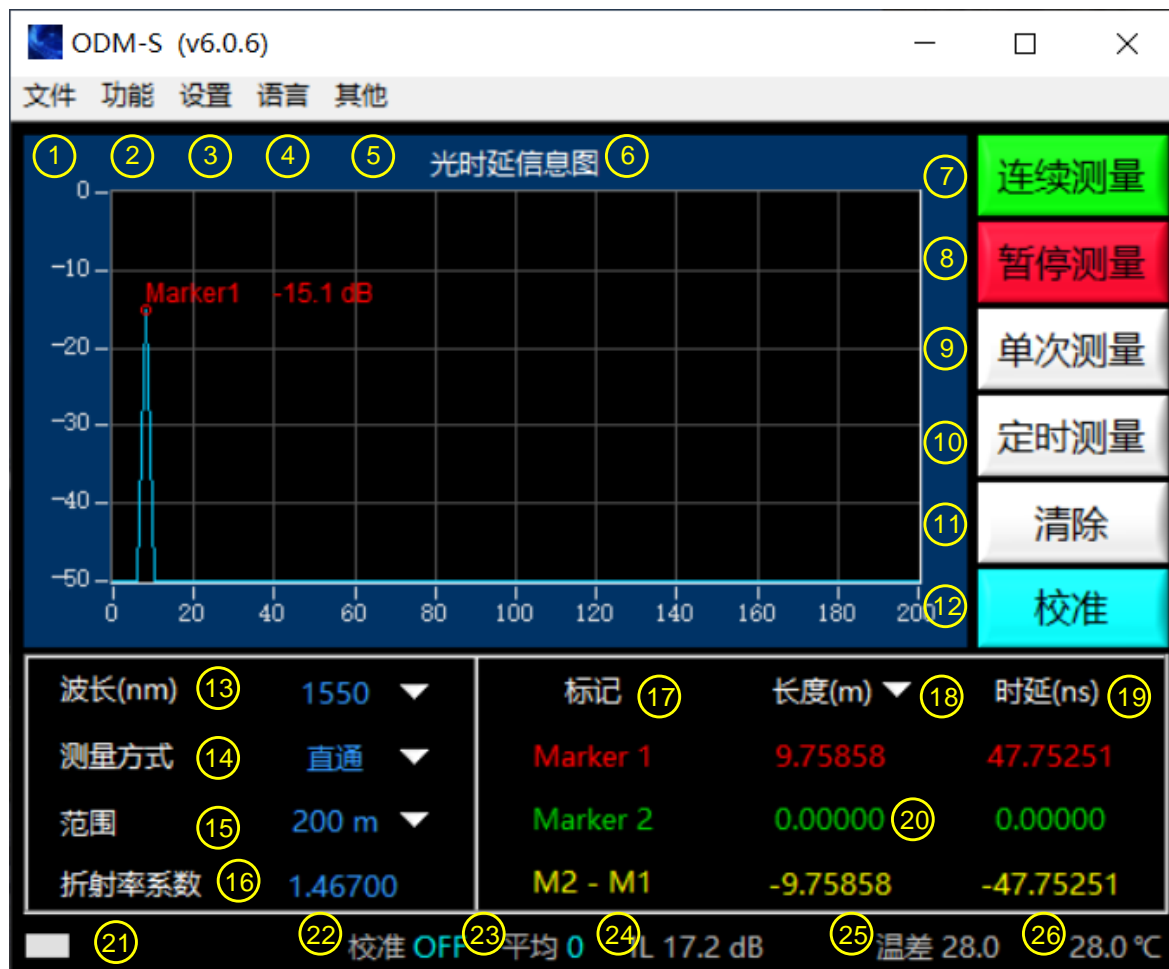 ODM-S (v6.0.6)
文件 功能 设置 语言 其他
1 2 3 4 5 光时延信息图 6
7 连续测量
8 暂停测量
9 单次测量
10 定时测量
11 清除
12 校准
0
-10
Marker1 -15.1 dB
-20
-30
-40
-50
0 20 40 60 80 100 120 140 160 180 200
波长(nm) 13 1550
测量方式 14 直通
范围 15 200 m
折射率系数 16 1.46700
标记 17 长度(m) 18 时延(ns) 19
Marker 1 9.75858 47.75251
Marker 2 0.00000 20 0.00000
M2 - M1 -9.75858 -47.75251
21 22 校准 OFF 23 平均 0 24 IL 17.2 dB 25 温差 28.0 26 28.0 ℃